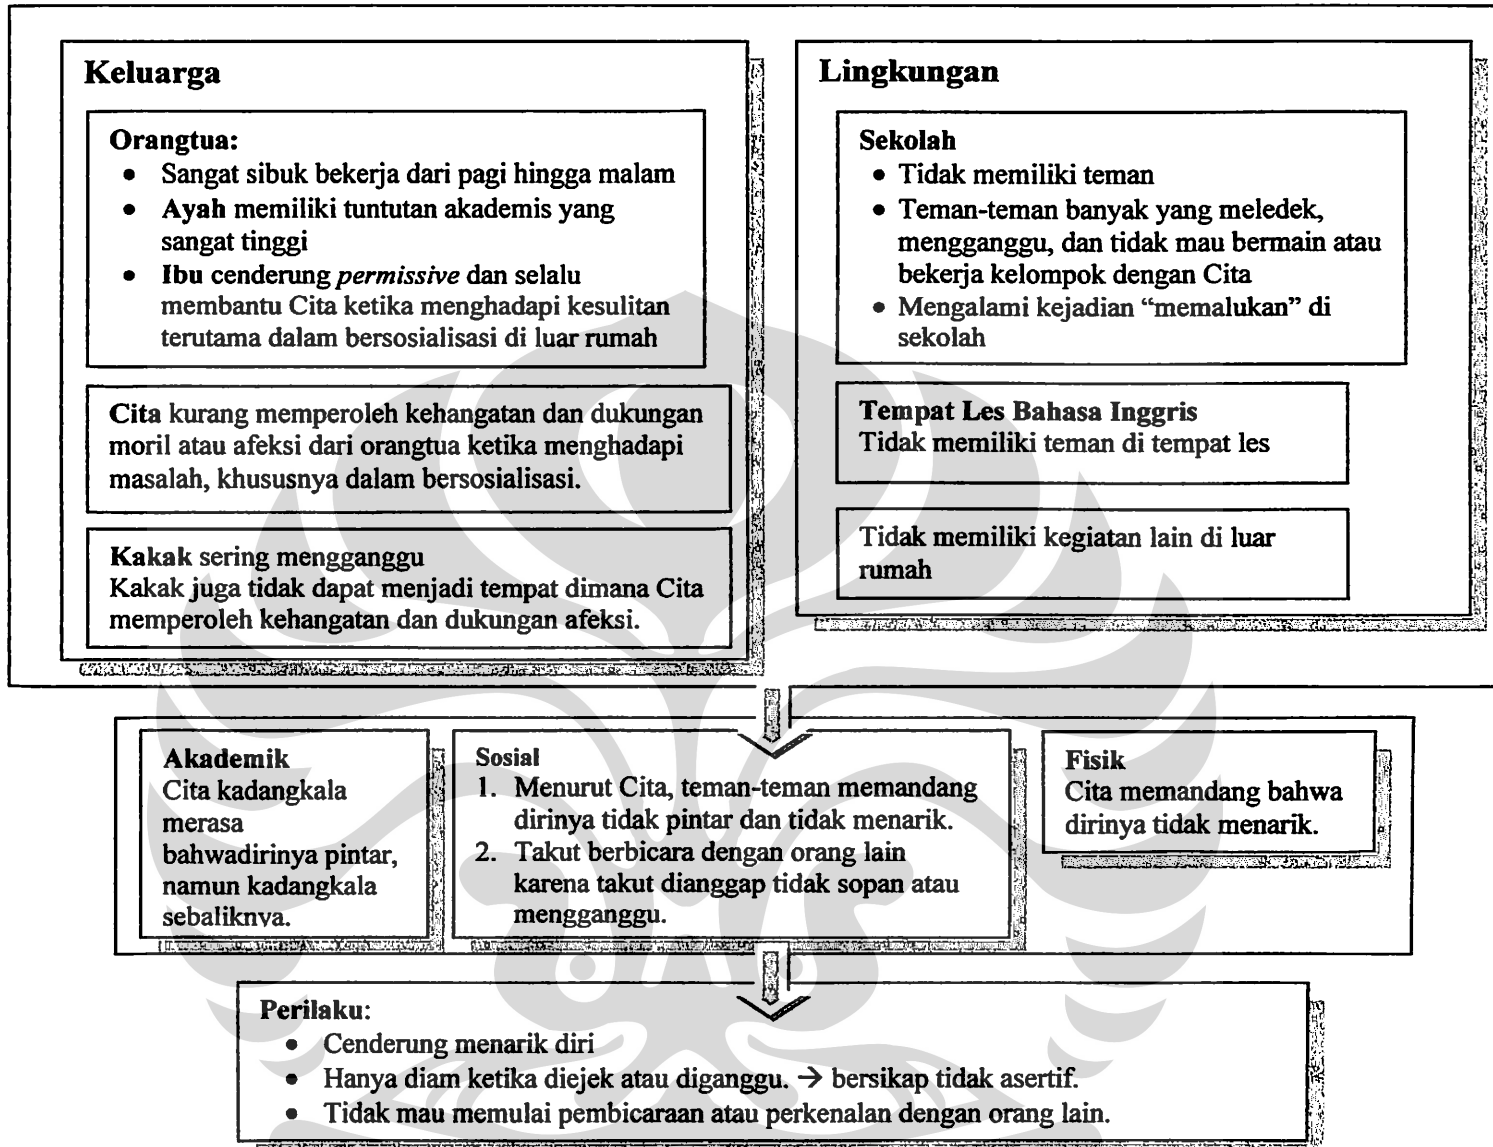 Keluarga
Orangtua:
• Sangat sibuk bekerja dari pagi hingga malam
• Ayah memiliki tuntutan akademis yang
sangat tinggi
• Ibu cenderung permissive dan selalu
membantu Cita ketika menghadapi kesulitan
terutama dalam bersosialisasi di luar rumah
Cita kurang memperoleh kehangatan dan dukungan
moril atau afeksi dari orangtua ketika menghadapi
masalah, khususnya dalam bersosialisasi.
Kakak sering mengganggu
Kakak juga tidak dapat menjadi tempat dimana Cita
memperoleh kehangatan dan dukungan afeksi.
Lingkungan
Sekolah
• Tidak memiliki teman
• Teman-teman banyak yang meledek,
mengganggu, dan tidak mau bermain atau
bekerja kelompok dengan Cita
• Mengalami kejadian “memalukan” di
sekolah
Tempat Les Bahasa Inggris
Tidak memiliki teman di tempat les
Tidak memiliki kegiatan lain di luar
rumah
Akademik
Cita kadangkala
merasa
bahwadirinya pintar,
namun kadangkala
sebaliknya.
Sosial
1. Menurut Cita, teman-teman memandang
dirinya tidak pintar dan tidak menarik.
2. Takut berbicara dengan orang lain
karena takut dianggap tidak sopan atau
mengganggu.
Fisik
Cita memandang bahwa
dirinya tidak menarik.
Perilaku:
• Cenderung menarik diri
• Hanya diam ketika diejek atau diganggu. → bersikap tidak asertif.
• Tidak mau memulai pembicaraan atau perkenalan dengan orang lain.